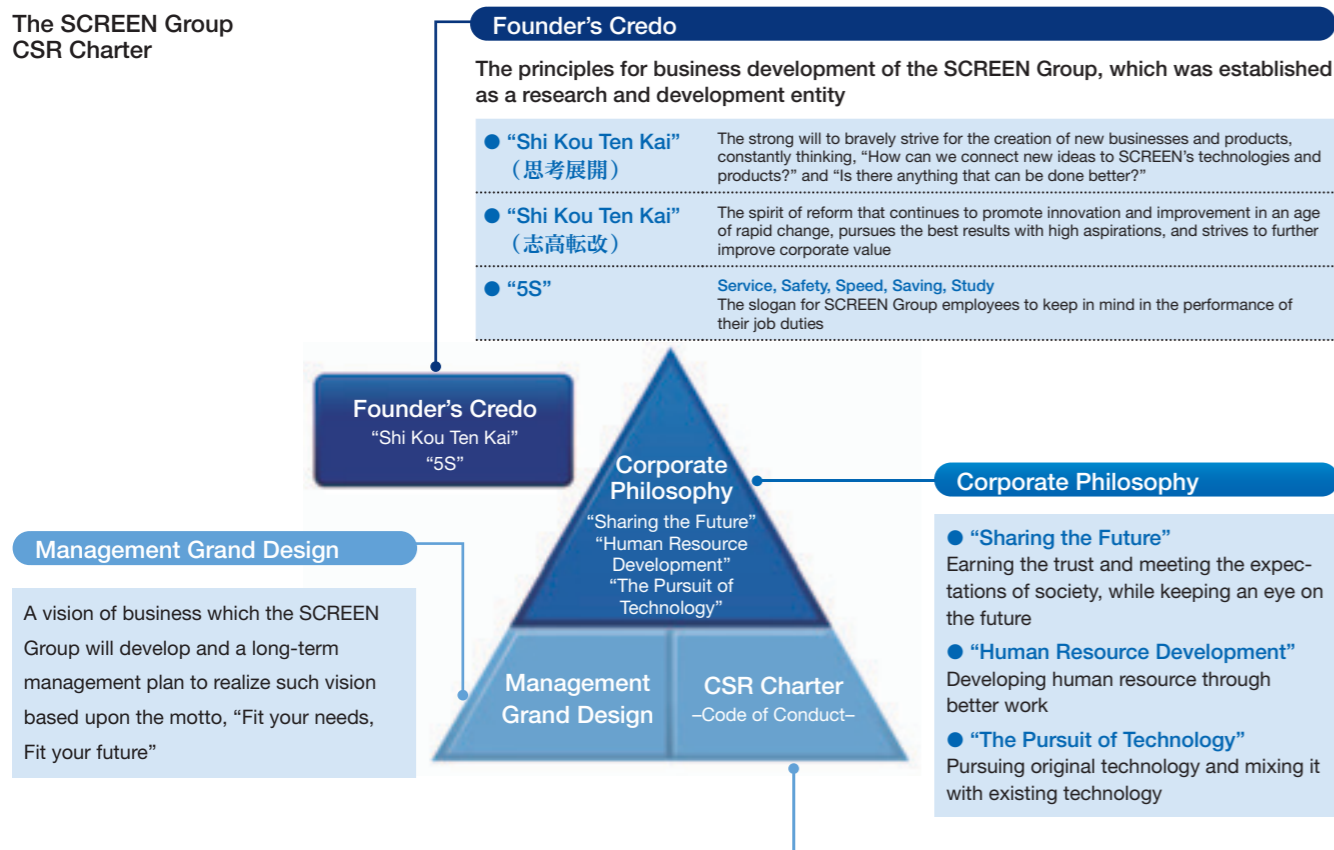 The SCREEN Group
CSR Charter
Founder’s Credo
The principles for business development of the SCREEN Group, which was established
as a research and development entity
● “Shi Kou Ten Kai”
（思考展開）
The strong will to bravely strive for the creation of new businesses and products,
constantly thinking, “How can we connect new ideas to SCREEN’s technologies and
products?” and “Is there anything that can be done better?”
● “Shi Kou Ten Kai”
（志高転改）
The spirit of reform that continues to promote innovation and improvement in an age
of rapid change, pursues the best results with high aspirations, and strives to further
improve corporate value
● “5S”
Service, Safety, Speed, Saving, Study
The slogan for SCREEN Group employees to keep in mind in the performance of
their job duties
Founder’s Credo
“Shi Kou Ten Kai”
“5S”
Corporate
Philosophy
“Sharing the Future”
“Human Resource
Development”
“The Pursuit of
Technology”
Management
Grand Design
CSR Charter
–Code of Conduct–
Management Grand Design
A vision of business which the SCREEN
Group will develop and a long-term
management plan to realize such vision
based upon the motto, “Fit your needs,
Fit your future”
Corporate Philosophy
● “Sharing the Future”
Earning the trust and meeting the expec-
tations of society, while keeping an eye on
the future
● “Human Resource Development”
Developing human resource through
better work
● “The Pursuit of Technology”
Pursuing original technology and mixing it
with existing technology